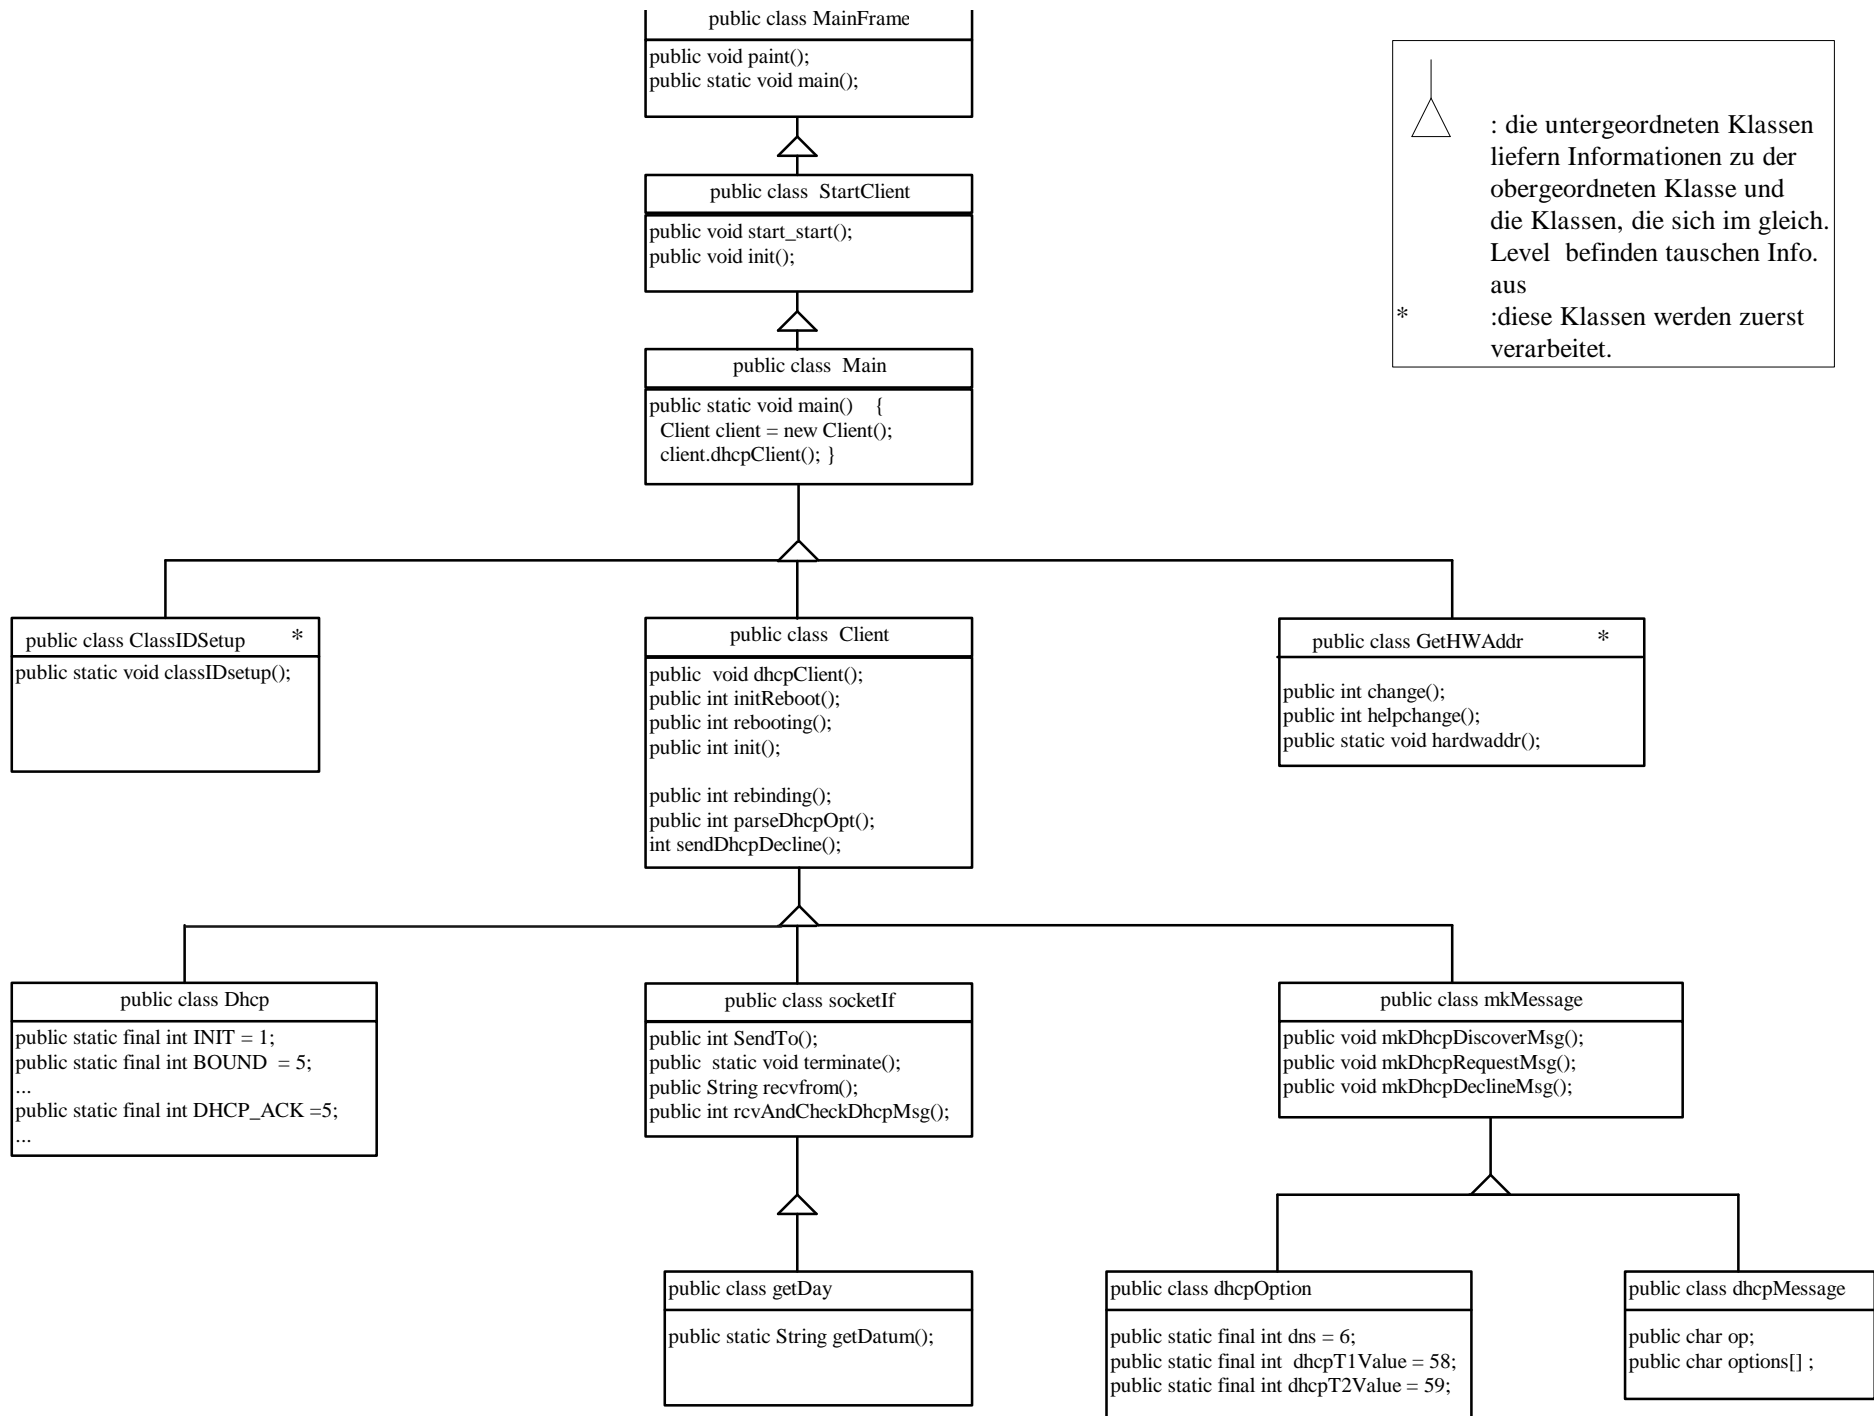 public class MainFrame
public void paint();
public static void main();
: die untergeordneten Klassen
liefern Informationen zu der
obergeordneten Klasse und
die Klassen, die sich im gleich.
Level befinden tauschen Info.
aus
* :diese Klassen werden zuerst
verarbeitet.
public class StartClient
public void start_start();
public void init();
public class Main
public static void main() {
Client client = new Client();
client.dhcpClient(); }
public class ClassIDSetup *
public static void classIDsetup();
public class Client
public void dhcpClient();
public int initReboot();
public int rebooting();
public int init();
public int rebinding();
public int parseDhcpOpt();
int sendDhcpDecline();
public class GetHWAddr *
public int change();
public int helpchange();
public static void hardwaddr();
public class Dhcp
public static final int INIT = 1;
public static final int BOUND = 5;
...
public static final int DHCP_ACK =5;
...
public class socketIf
public int SendTo();
public static void terminate();
public String recvfrom();
public int rcvAndCheckDhcpMsg();
public class mkMessage
public void mkDhcpDiscoverMsg();
public void mkDhcpRequestMsg();
public void mkDhcpDeclineMsg();
public class getDay
public static String getDatum();
public class dhcpOption
public static final int dns = 6;
public static final int dhcpT1Value = 58;
public static final int dhcpT2Value = 59;
public class dhcpMessage
public char op;
public char options[] ;